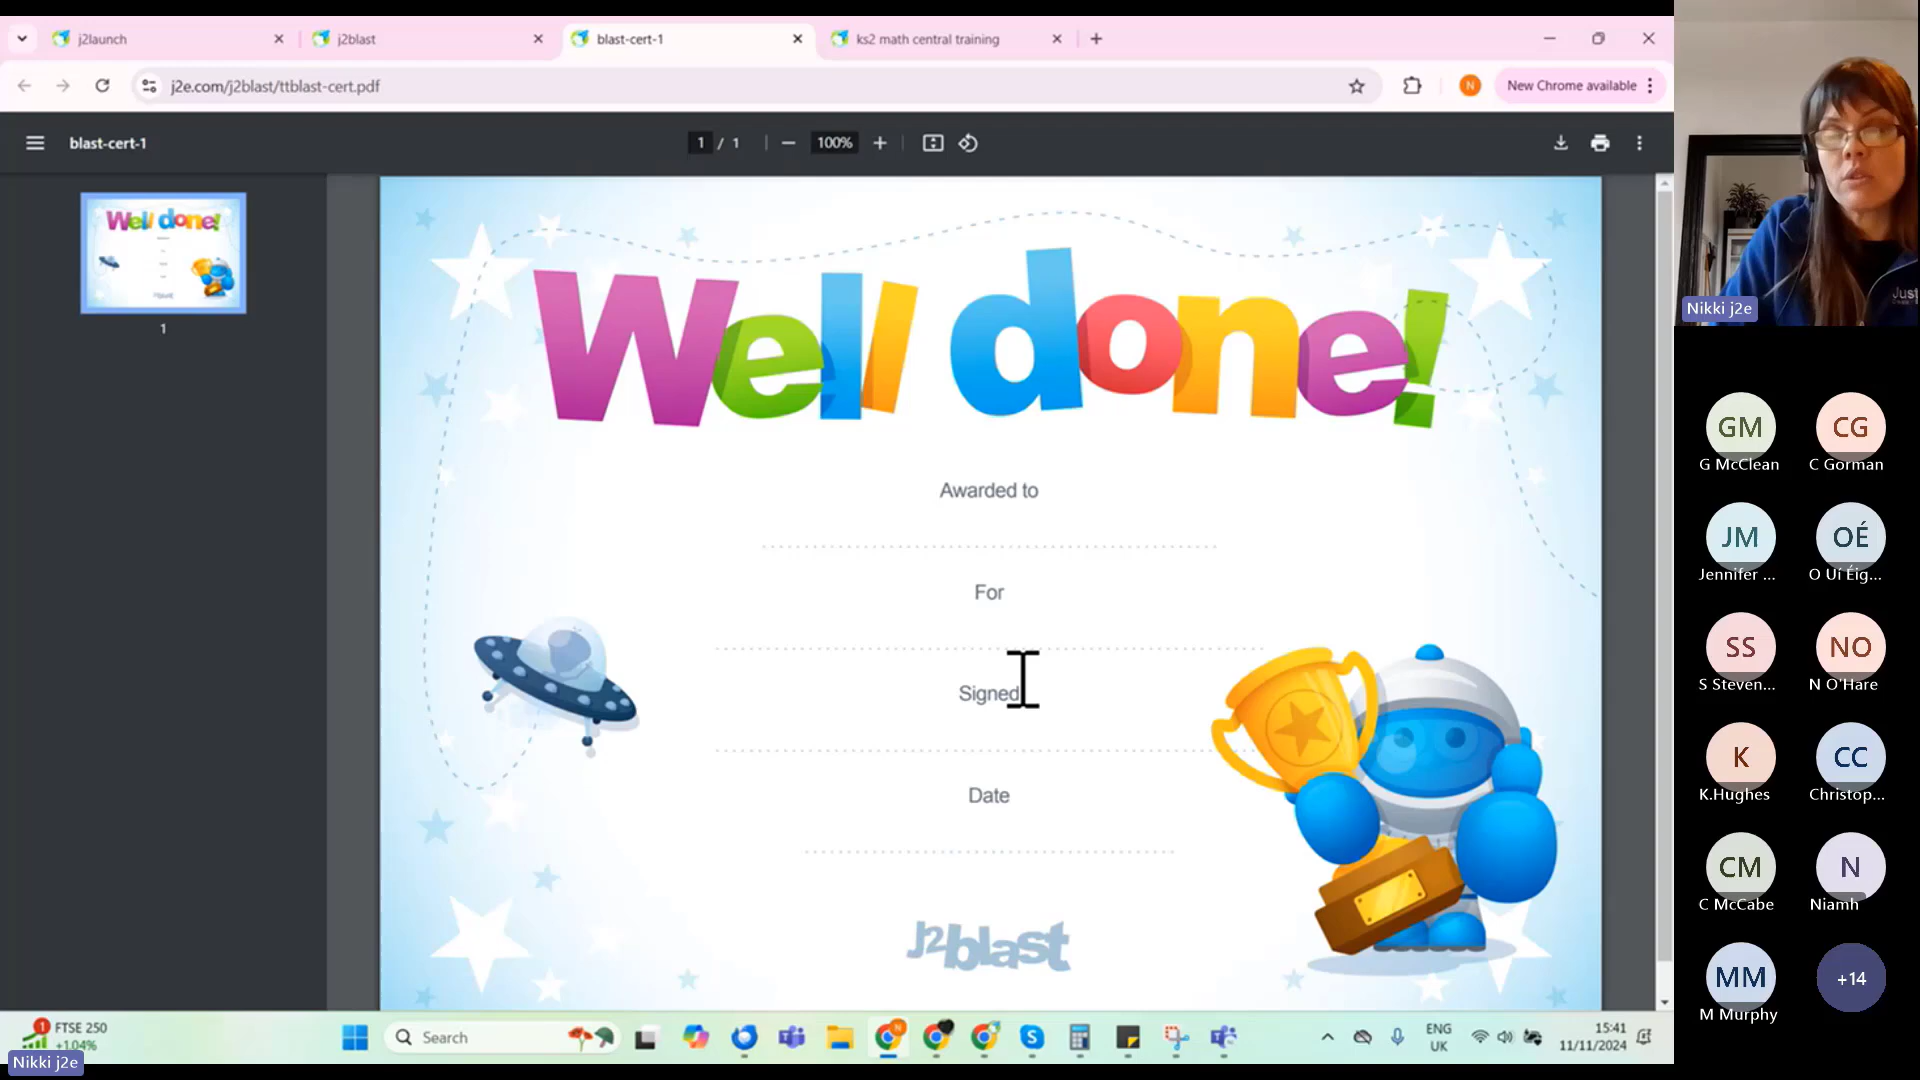 j2launch
j2blast
blast-cert-1
ks2 math central training
j2e.com/j2blast/ttblast-cert.pdf
N
New Chrome available
blast-cert-1
1 / 1
100%
Well done!
1
Well done!
Awarded to
For
Signed
Date
j2blast
Just
Nikki j2e
GM
G McClean
CG
C Gorman
JM
Jennifer ...
OÉ
O Uí Éig...
SS
S Steven...
NO
N O'Hare
K
K.Hughes
CC
Christop...
CM
C McCabe
N
Niamh
MM
M Murphy
+14
1
FTSE 250
+1.04%
Search
ENG
UK
15:41
11/11/2024
Nikki j2e